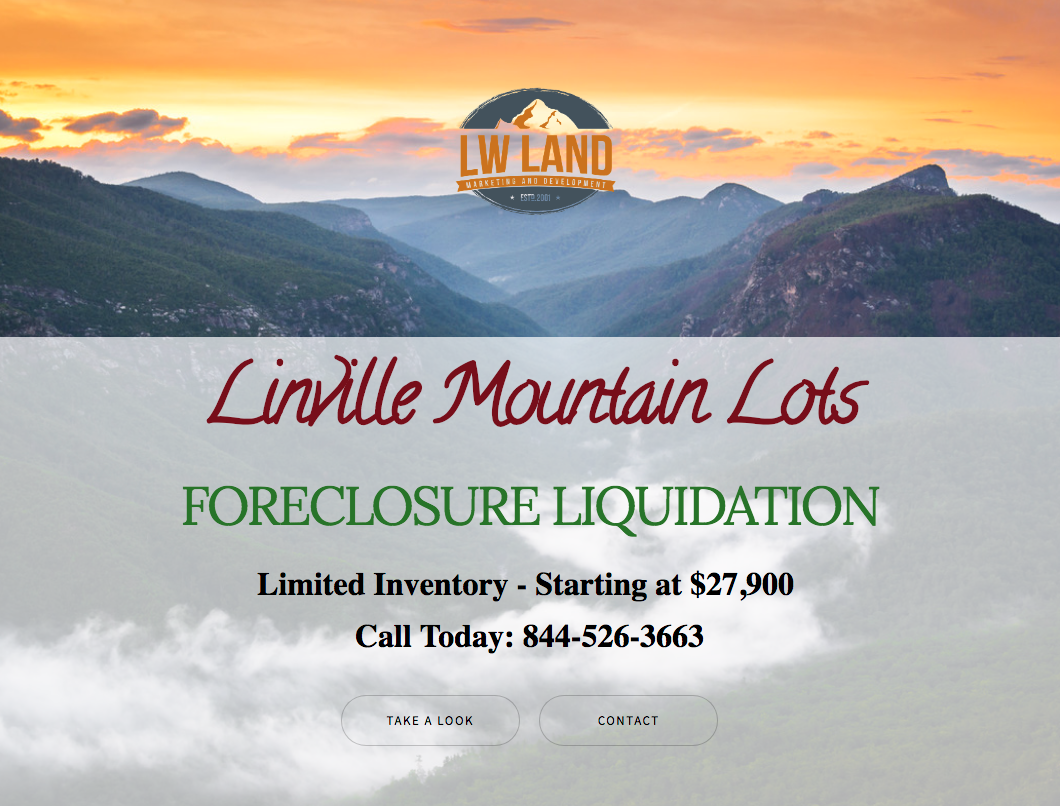 LW LAND
MARKETING AND DEVELOPMENT
ESTD. 2001
Linville Mountain Lots
FORECLOSURE LIQUIDATION
Limited Inventory - Starting at $27,900
Call Today: 844-526-3663
TAKE A LOOK
CONTACT